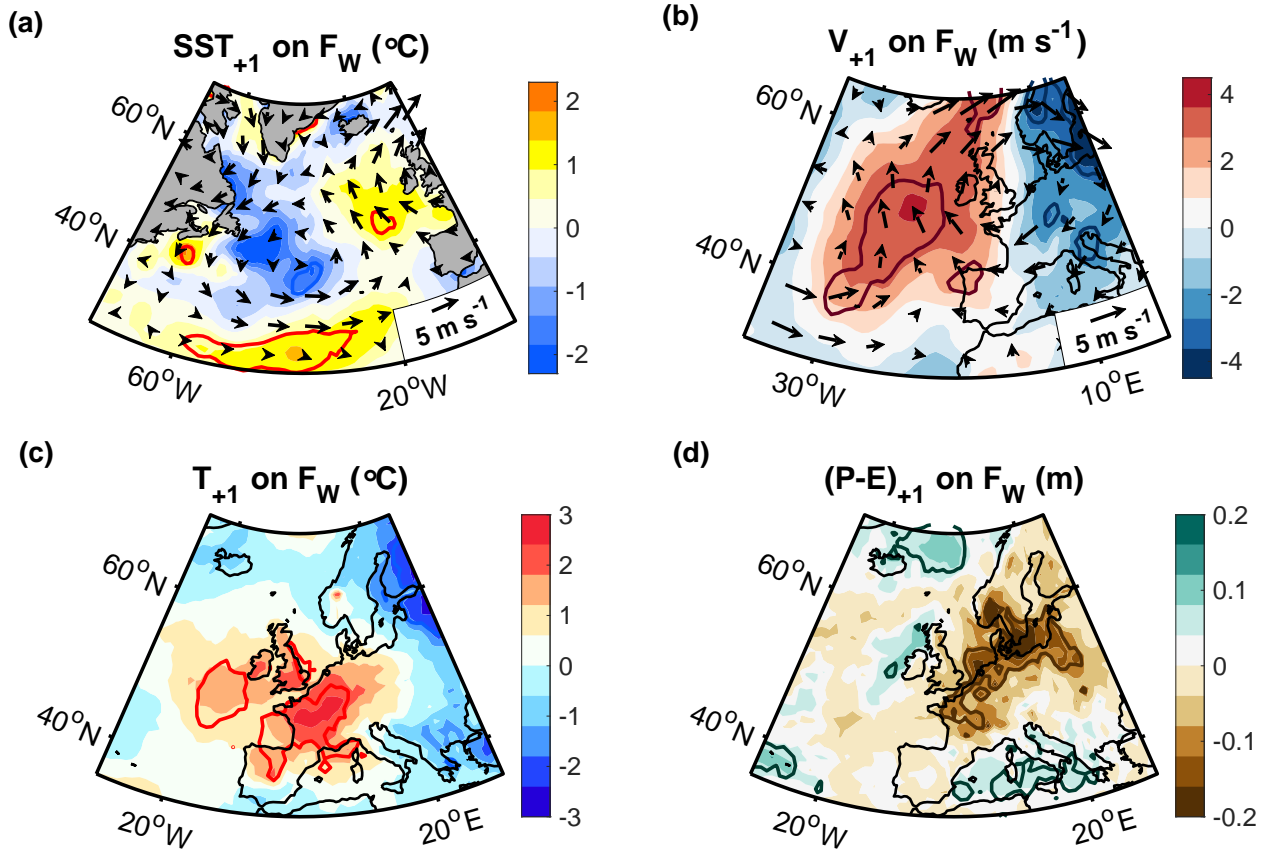 (a)
SST+1 on FW (°C)
60°N
40°N
60°W
20°W
5 m s-1
2
1
0
-1
-2
(b)
V+1 on FW (m s-1)
60°N
40°N
30°W
10°E
5 m s-1
4
2
0
-2
-4
(c)
T+1 on FW (°C)
60°N
40°N
20°W
20°E
3
2
1
0
-1
-2
-3
(d)
(P-E)+1 on FW (m)
60°N
40°N
20°W
20°E
0.2
0.1
0
-0.1
-0.2